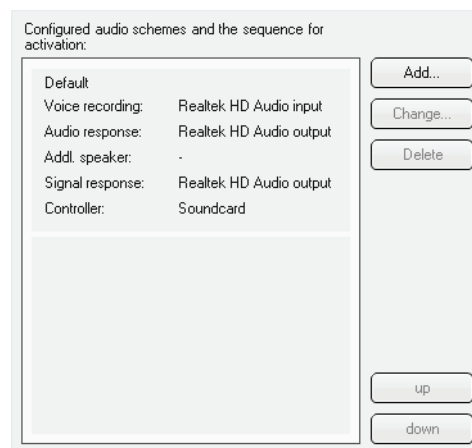 Configured audio schemes and the sequence for
activation:
Add...
Default
Voice recording: Realtek HD Audio input
Change...
Audio response: Realtek HD Audio output
Addl. speaker: -
Delete
Signal response: Realtek HD Audio output
Controller: Soundcard
up
down